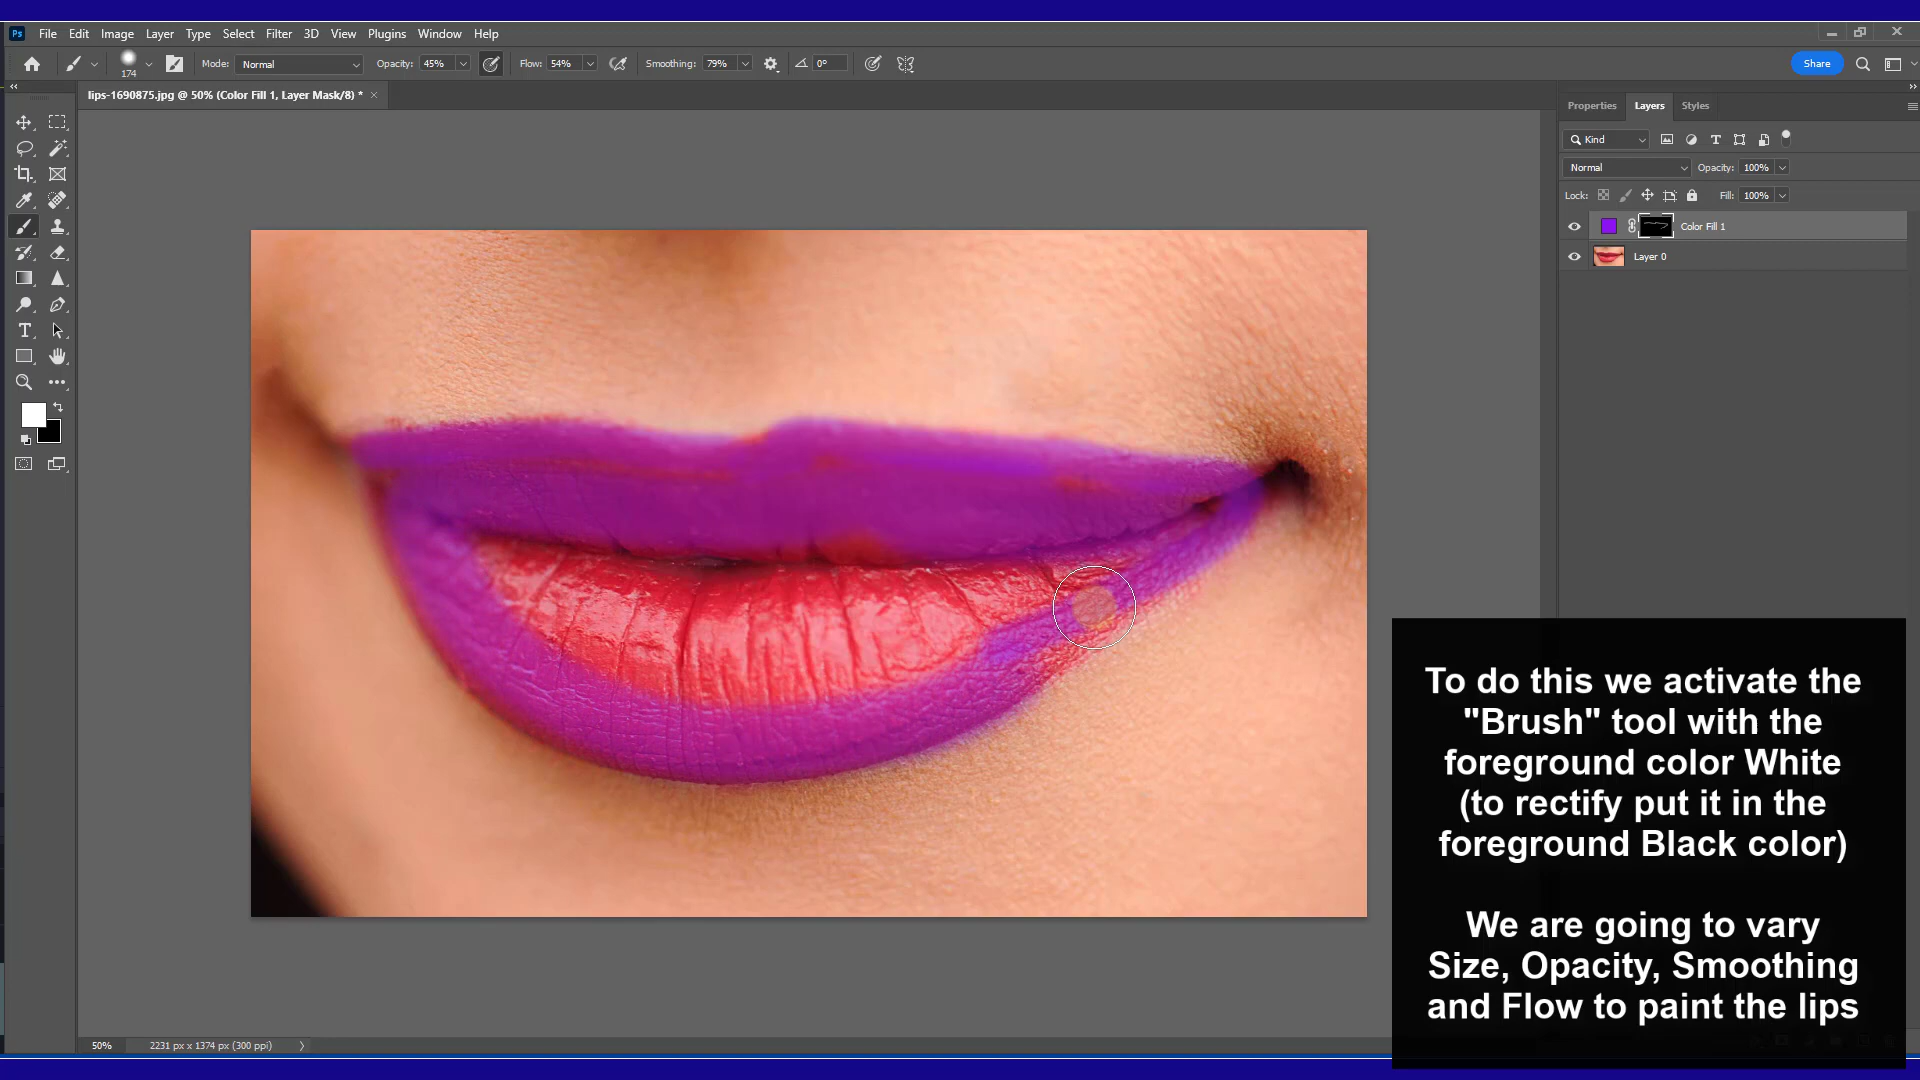 Ps File Edit Image Layer Type Select Filter 3D View Plugins Window Help
174 Mode: Normal Opacity: 45% Flow: 54% Smoothing: 79% 0° Share
lips-1690875.jpg @ 50% (Color Fill 1, Layer Mask/8) * ×
Properties Layers Styles
Kind
Normal Opacity: 100%
Lock: Fill: 100%
Color Fill 1
Layer 0
To do this we activate the
"Brush" tool with the
foreground color White
(to rectify put it in the
foreground Black color)
We are going to vary
Size, Opacity, Smoothing
and Flow to paint the lips
50% 2231 px x 1374 px (300 ppi)